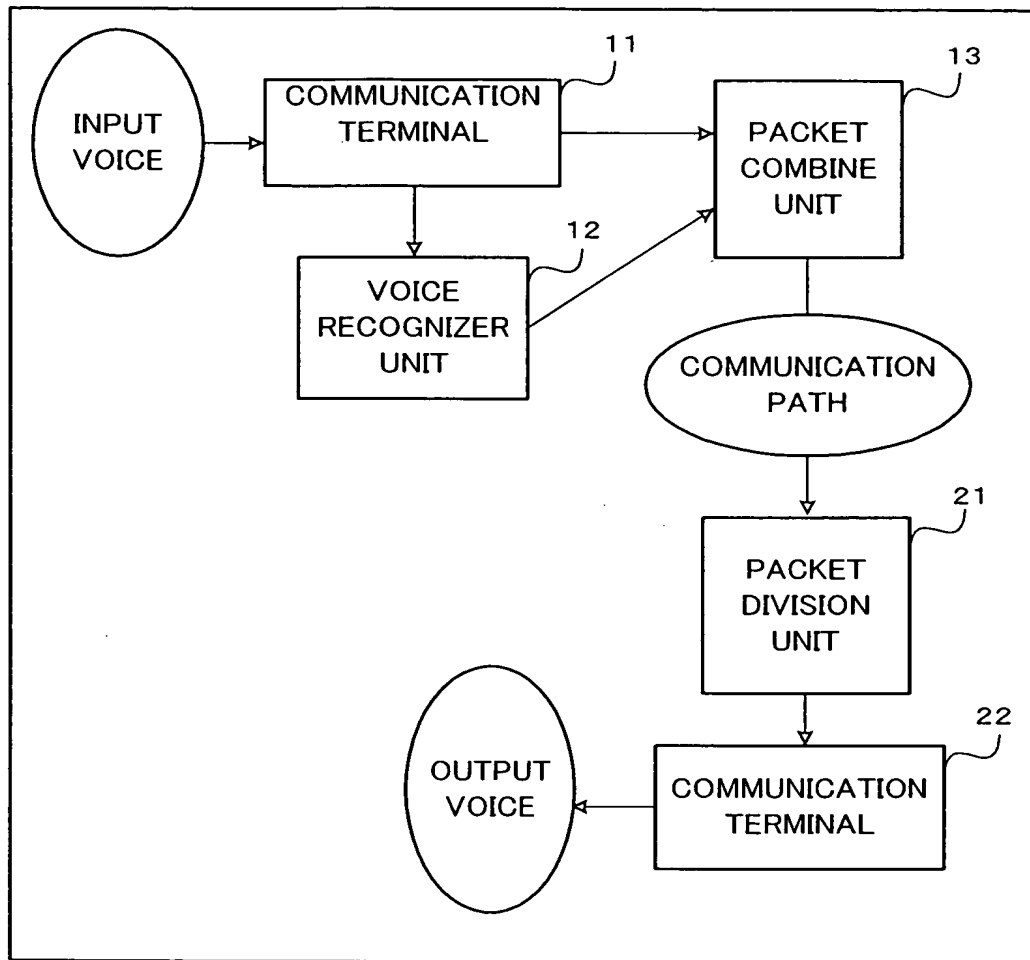 11
13
INPUT
VOICE
COMMUNICATION
TERMINAL
PACKET
COMBINE
UNIT
12
VOICE
RECOGNIZER
UNIT
COMMUNICATION
PATH
21
PACKET
DIVISION
UNIT
22
OUTPUT
VOICE
COMMUNICATION
TERMINAL